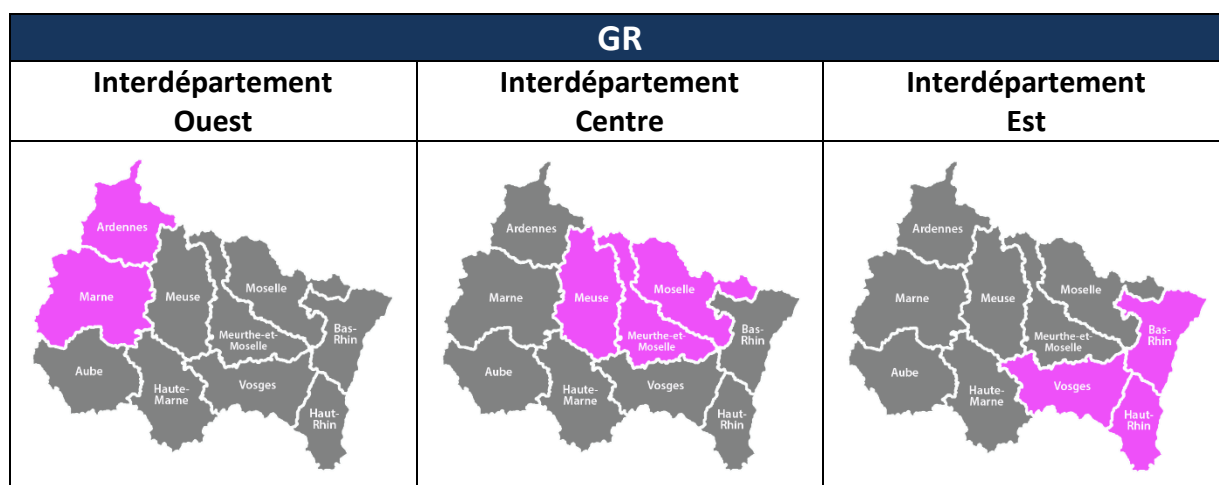 GR
Interdépartement
Ouest
Interdépartement
Centre
Interdépartement
Est
Ardennes
Marne
Meuse
Moselle
Meurthe-et-
Moselle
Bas-
Rhin
Aube
Haute-
Marne
Vosges
Haut-
Rhin
Ardennes
Marne
Meuse
Moselle
Meurthe-et-
Moselle
Bas-
Rhin
Aube
Haute-
Marne
Vosges
Haut-
Rhin
Ardennes
Marne
Meuse
Moselle
Meurthe-et-
Moselle
Bas-
Rhin
Aube
Haute-
Marne
Vosges
Haut-
Rhin